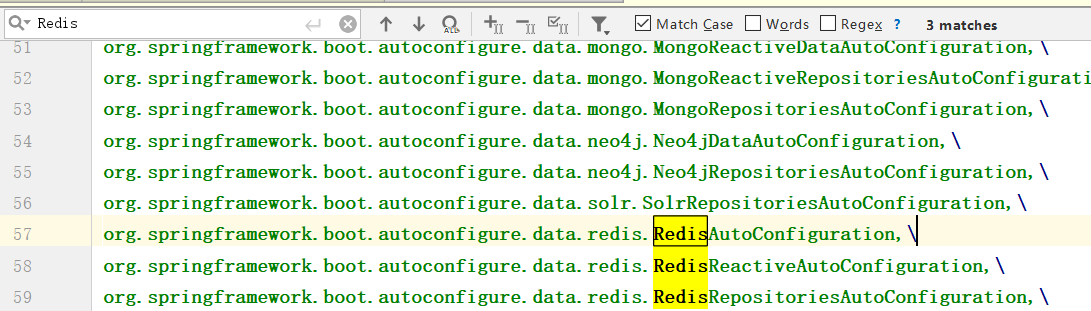 Redis
Match Case Words Regex ? 3 matches
51 org.springframework.boot.autoconfigure.data.mongo.MongoReactiveDataAutoConfiguration,\
52 org.springframework.boot.autoconfigure.data.mongo.MongoReactiveRepositoriesAutoConfigurati
53 org.springframework.boot.autoconfigure.data.mongo.MongoRepositoriesAutoConfiguration,\
54 org.springframework.boot.autoconfigure.data.neo4j.Neo4jDataAutoConfiguration,\
55 org.springframework.boot.autoconfigure.data.neo4j.Neo4jRepositoriesAutoConfiguration,\
56 org.springframework.boot.autoconfigure.data.solr.SolrRepositoriesAutoConfiguration,\
57 org.springframework.boot.autoconfigure.data.redis.RedisAutoConfiguration,\
58 org.springframework.boot.autoconfigure.data.redis.RedisReactiveAutoConfiguration,\
59 org.springframework.boot.autoconfigure.data.redis.RedisRepositoriesAutoConfiguration,\